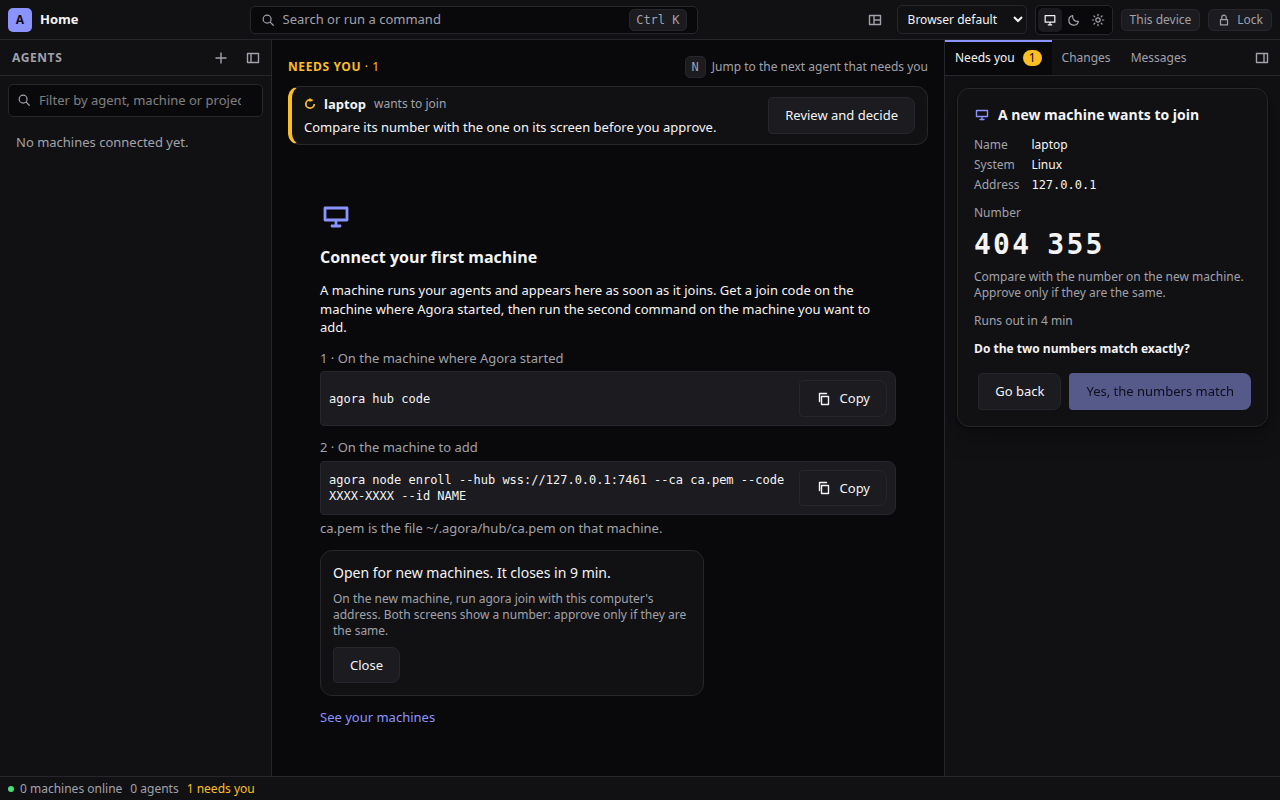 A Home
Search or run a command Ctrl K
Browser default
This device
Lock
AGENTS
Filter by agent, machine or projec
No machines connected yet.
NEEDS YOU · 1
N Jump to the next agent that needs you
laptop wants to join
Compare its number with the one on its screen before you approve.
Review and decide
Connect your first machine
A machine runs your agents and appears here as soon as it joins. Get a join code on the
machine where Agora started, then run the second command on the machine you want to
add.
1 · On the machine where Agora started
agora hub code
Copy
2 · On the machine to add
agora node enroll --hub wss://127.0.0.1:7461 --ca ca.pem --code
XXXX-XXXX --id NAME
Copy
ca.pem is the file ~/.agora/hub/ca.pem on that machine.
Open for new machines. It closes in 9 min.
On the new machine, run agora join with this computer's
address. Both screens show a number: approve only if they are
the same.
Close
See your machines
Needs you 1
Changes
Messages
A new machine wants to join
Name laptop
System Linux
Address 127.0.0.1
Number
404 355
Compare with the number on the new machine.
Approve only if they are the same.
Runs out in 4 min
Do the two numbers match exactly?
Go back
Yes, the numbers match
0 machines online 0 agents 1 needs you